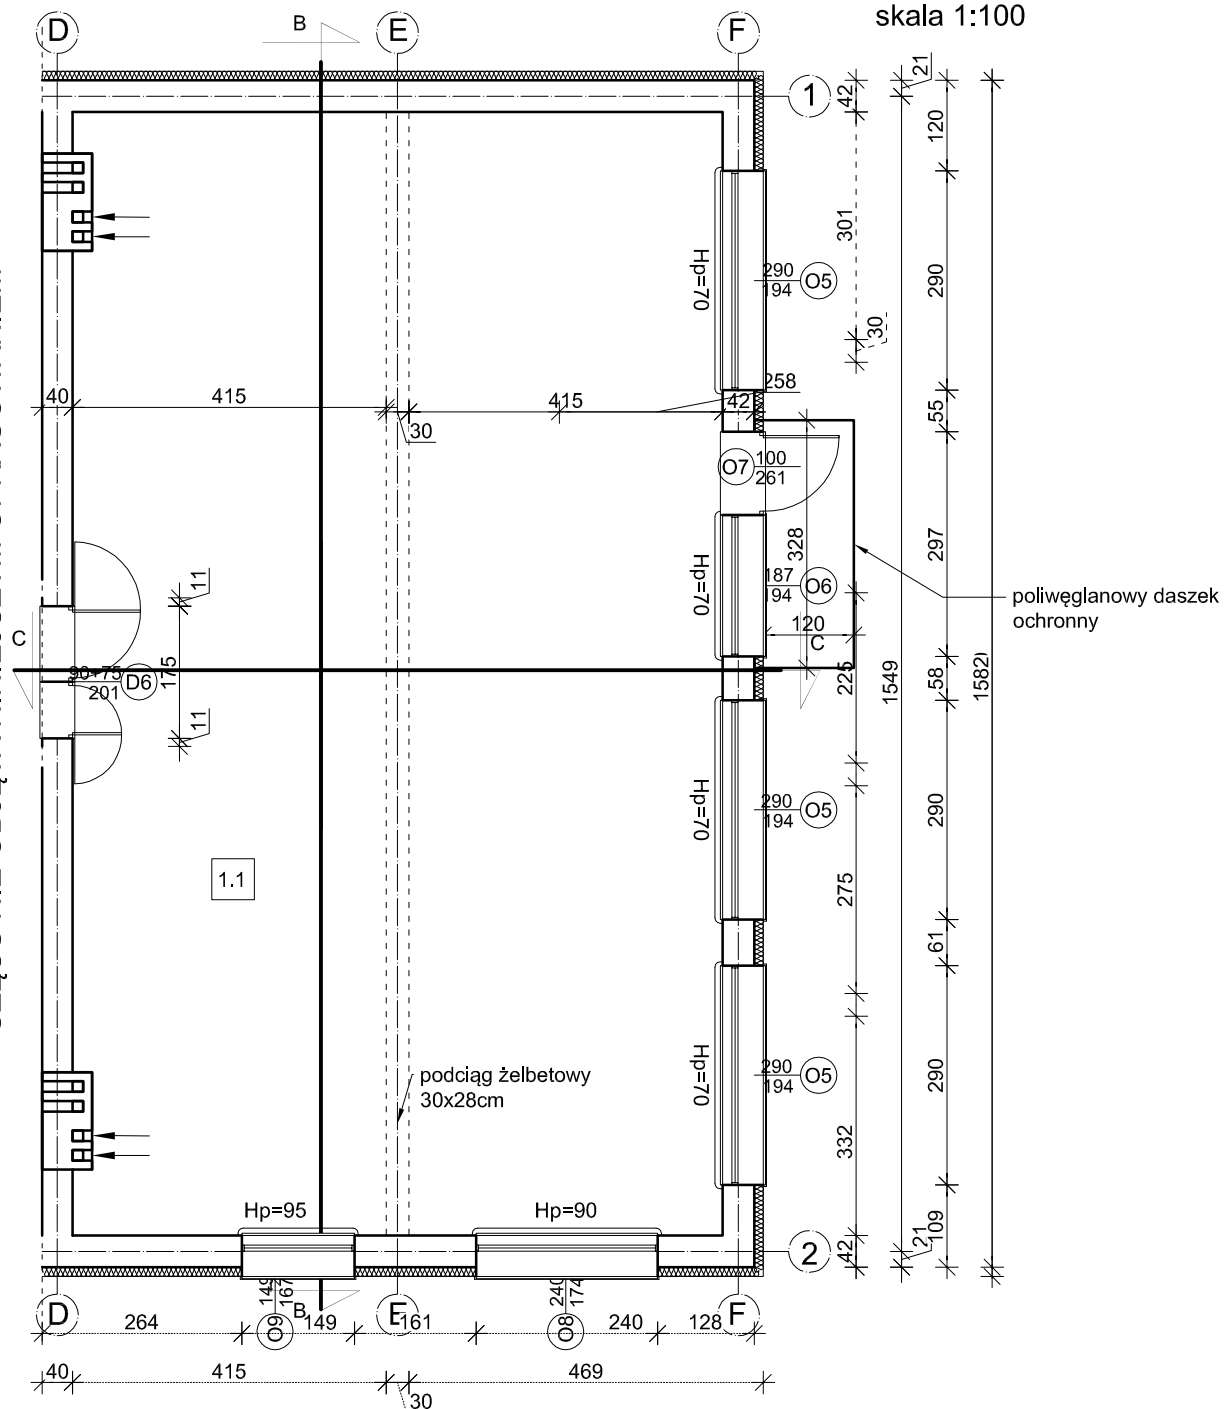 skala 1:100
D
B
E
F
1
21
42
120
301
290
Hp=70
290
194
O5
30
40
415
415
42
258
30
55
O7
100
261
328
297
Hp=70
187
194
O6
poliwęglanowy daszek
ochronny
120
C
C
11
175
11
90+75
201
D6
225
1549
58
1582
Hp=70
290
194
O5
290
1.1
275
61
podciąg żelbetowy
30x28cm
Hp=70
290
194
O5
290
332
Hp=95
Hp=90
21
109
42
2
D
B
E
F
149
167
O9
240
174
O8
264
149
161
240
128
40
415
30
469